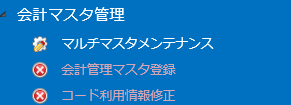 会計マスタ管理
マルチマスタメンテナンス
会計管理マスタ登録
コード利用情報修正